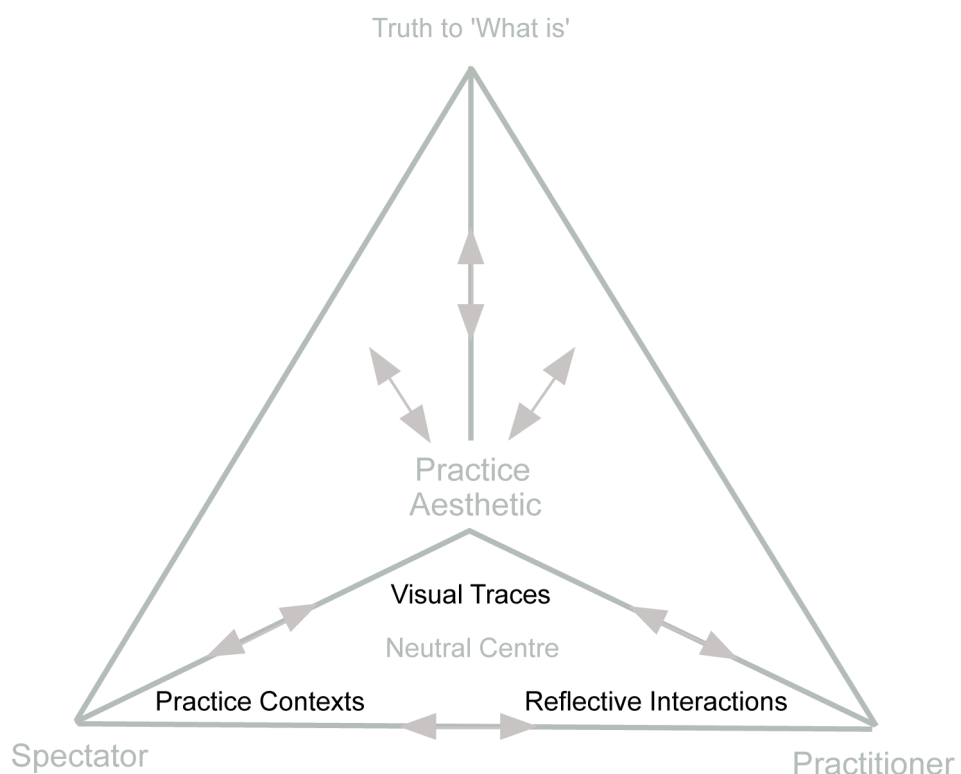 Truth to 'What is'
Practice
Aesthetic
Visual Traces
Neutral Centre
Practice Contexts
Reflective Interactions
Spectator
Practitioner